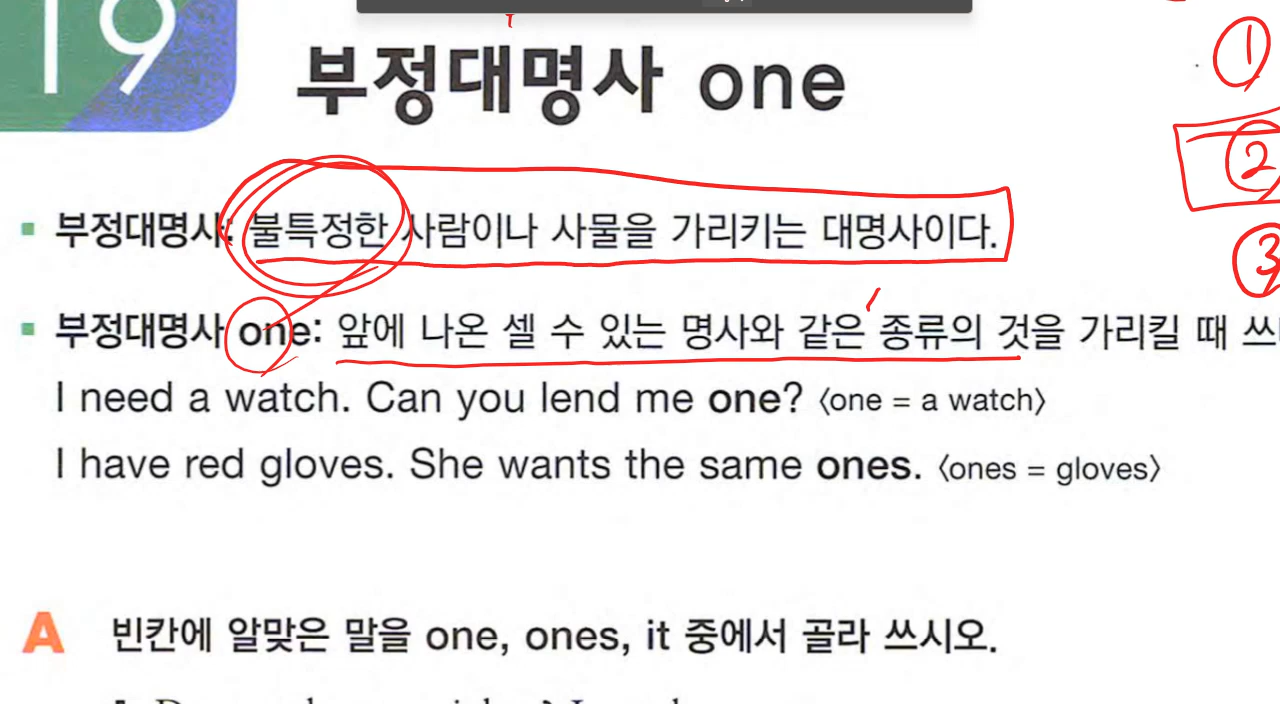 19
부정대명사 one
①
②
③
부정대명사: 불특정한 사람이나 사물을 가리키는 대명사이다.
부정대명사 one: 앞에 나온 셀 수 있는 명사와 같은 종류의 것을 가리킬 때
I need a watch. Can you lend me one? 〈one = a watch〉
I have red gloves. She wants the same ones. 〈ones = gloves〉
A 빈칸에 알맞은 말을 one, ones, it 중에서 골라 쓰시오.